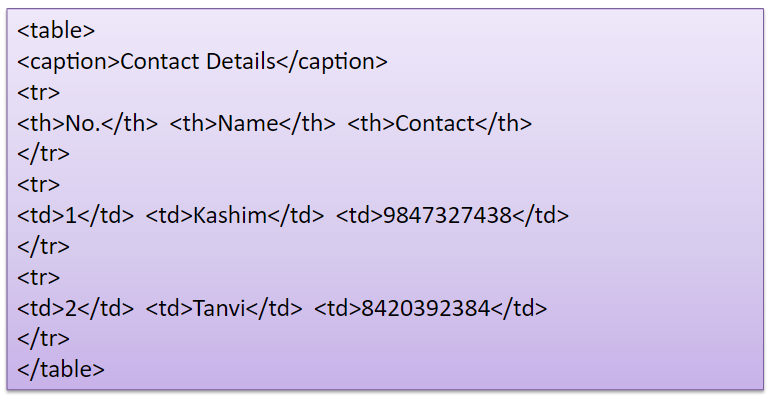 <table>
<caption>Contact Details</caption>
<tr>
<th>No.</th>  <th>Name</th>  <th>Contact</th>
</tr>
<tr>
<td>1</td>  <td>Kashim</td>  <td>9847327438</td>
</tr>
<tr>
<td>2</td>  <td>Tanvi</td>  <td>8420392384</td>
</tr>
</table>